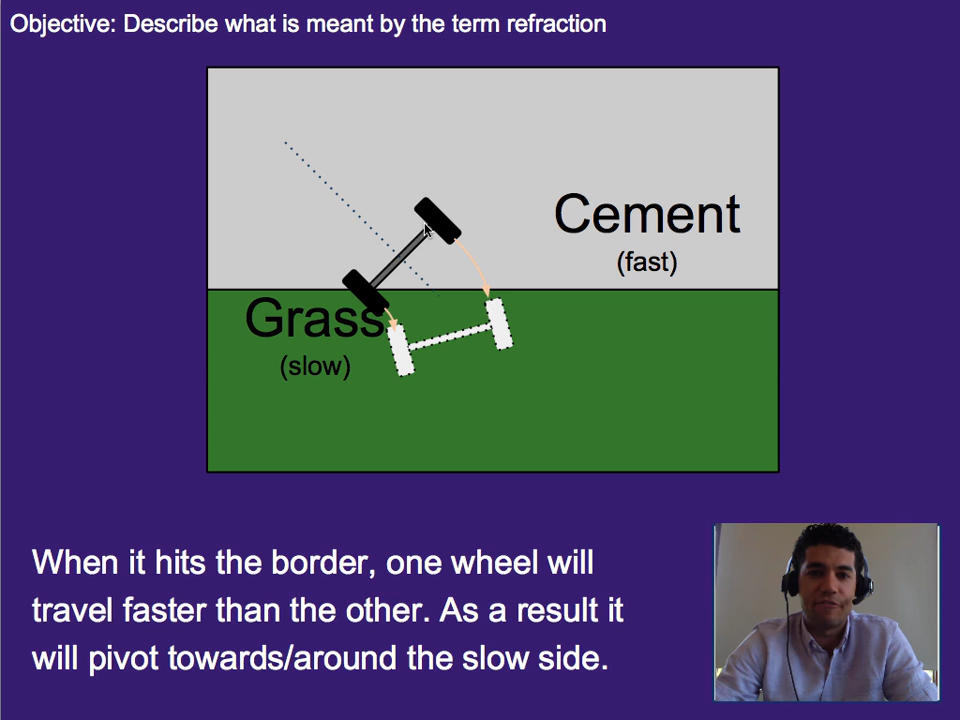 Objective: Describe what is meant by the term refraction
Cement
(fast)
Grass
(slow)
When it hits the border, one wheel will
travel faster than the other. As a result it
will pivot towards/around the slow side.